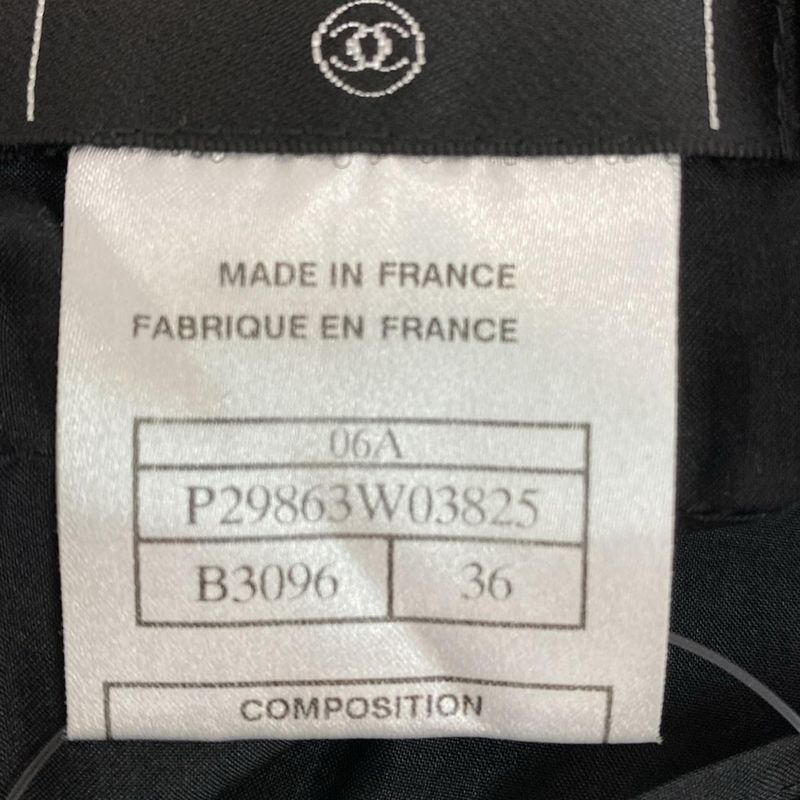 MADE IN FRANCE
FABRIQUE EN FRANCE
06A
P29863W03825
B3096 36
COMPOSITION